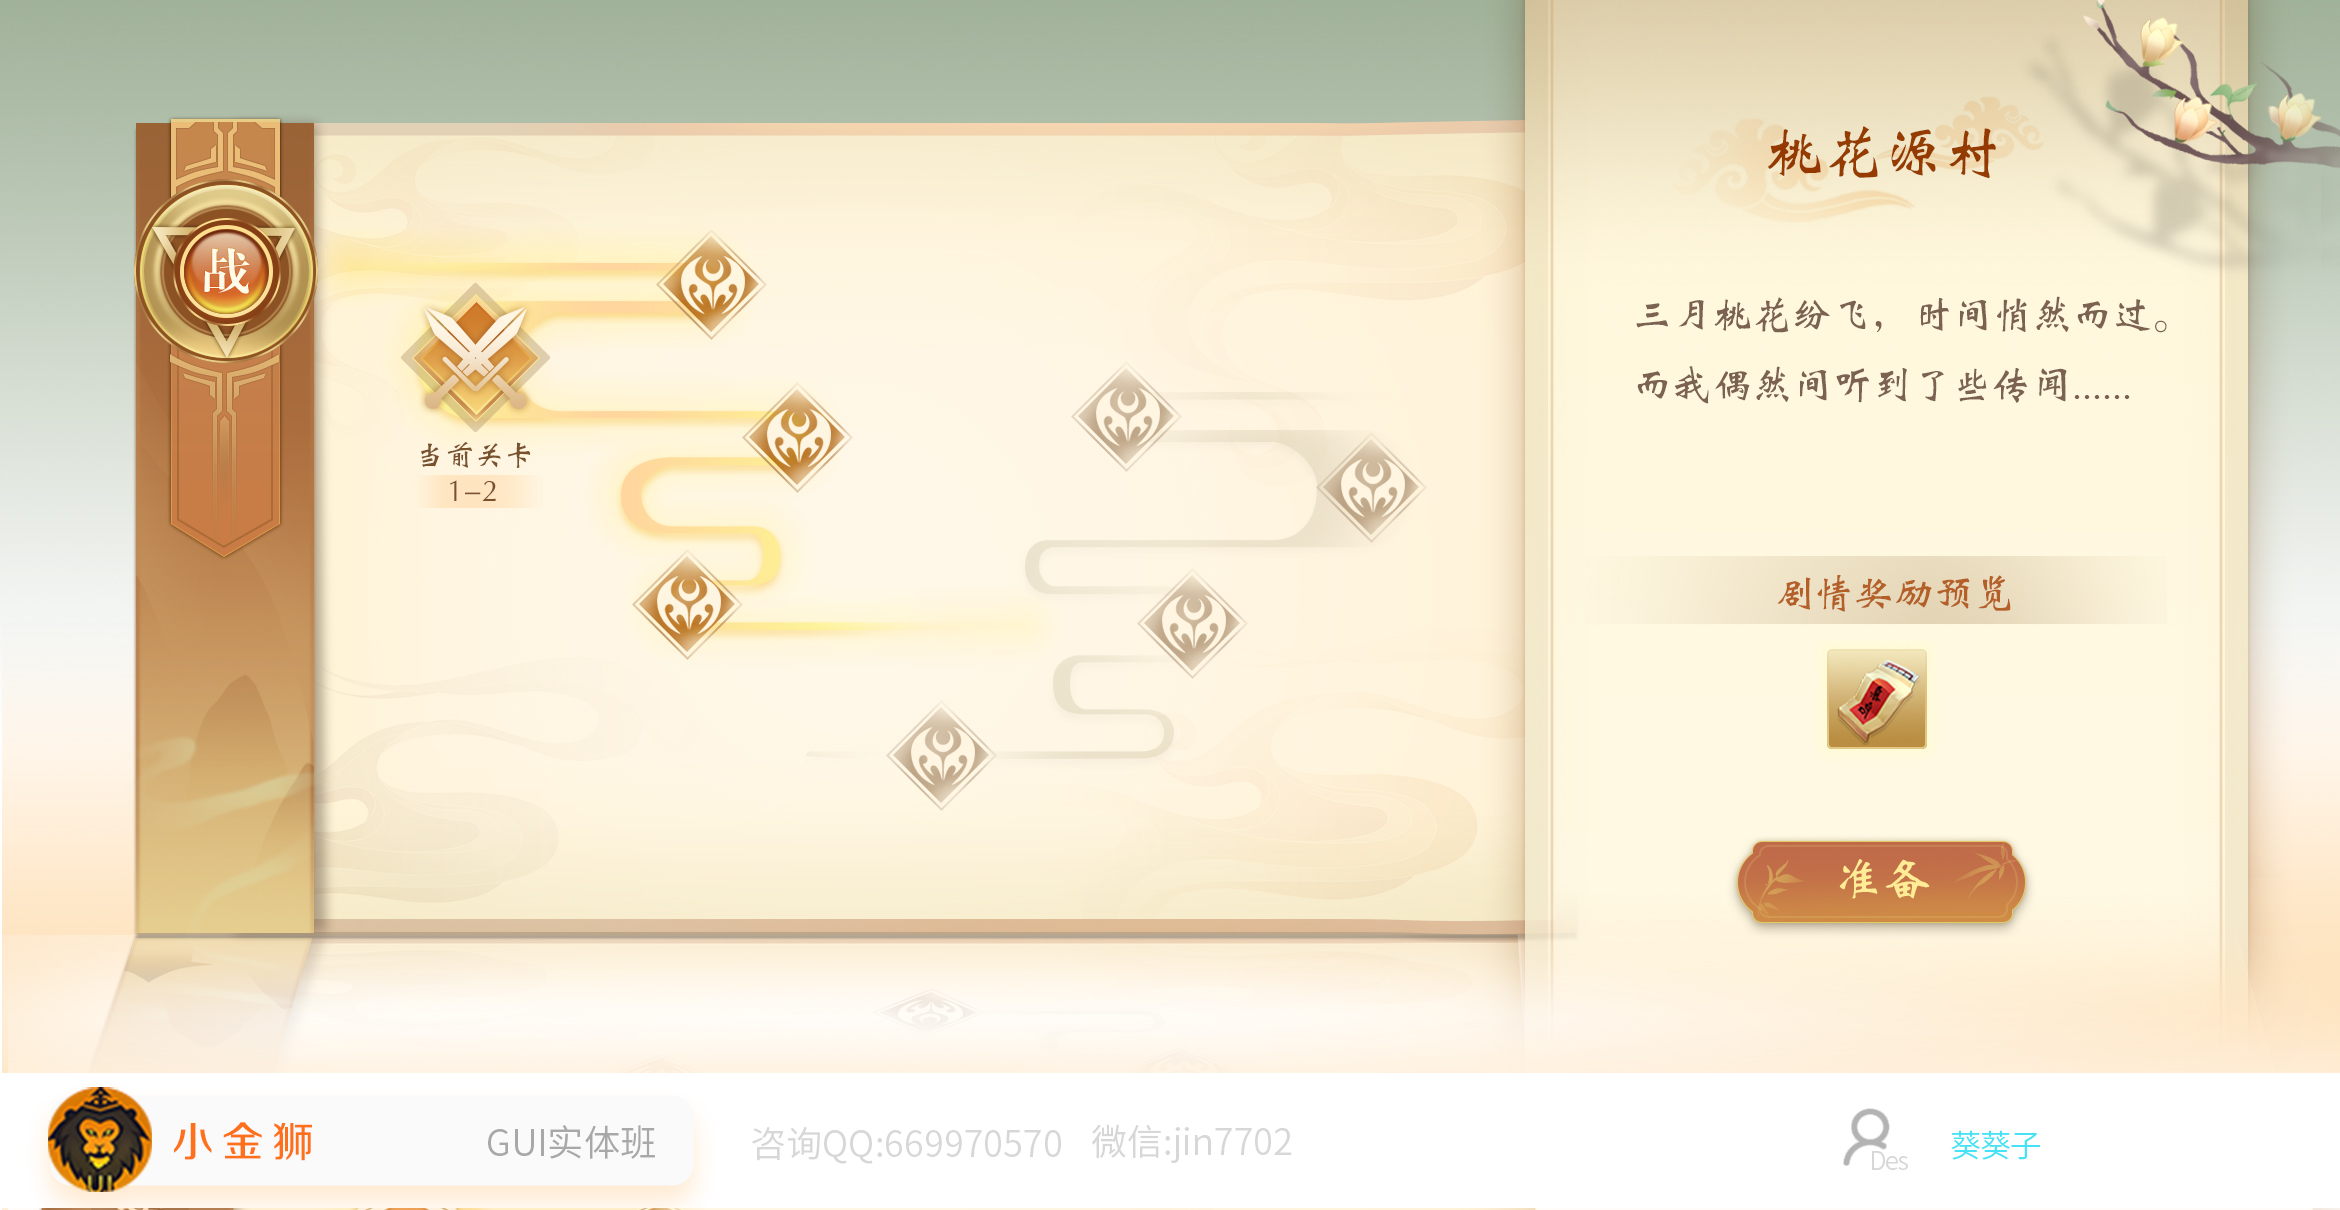 战
当前关卡
1-2
桃花源村
三月桃花纷飞，时间悄然而过。
而我偶然间听到了些传闻......
剧情奖励预览
准备
小金狮
GUI实体班
咨询QQ:669970570 微信:jin7702
Des
葵葵子